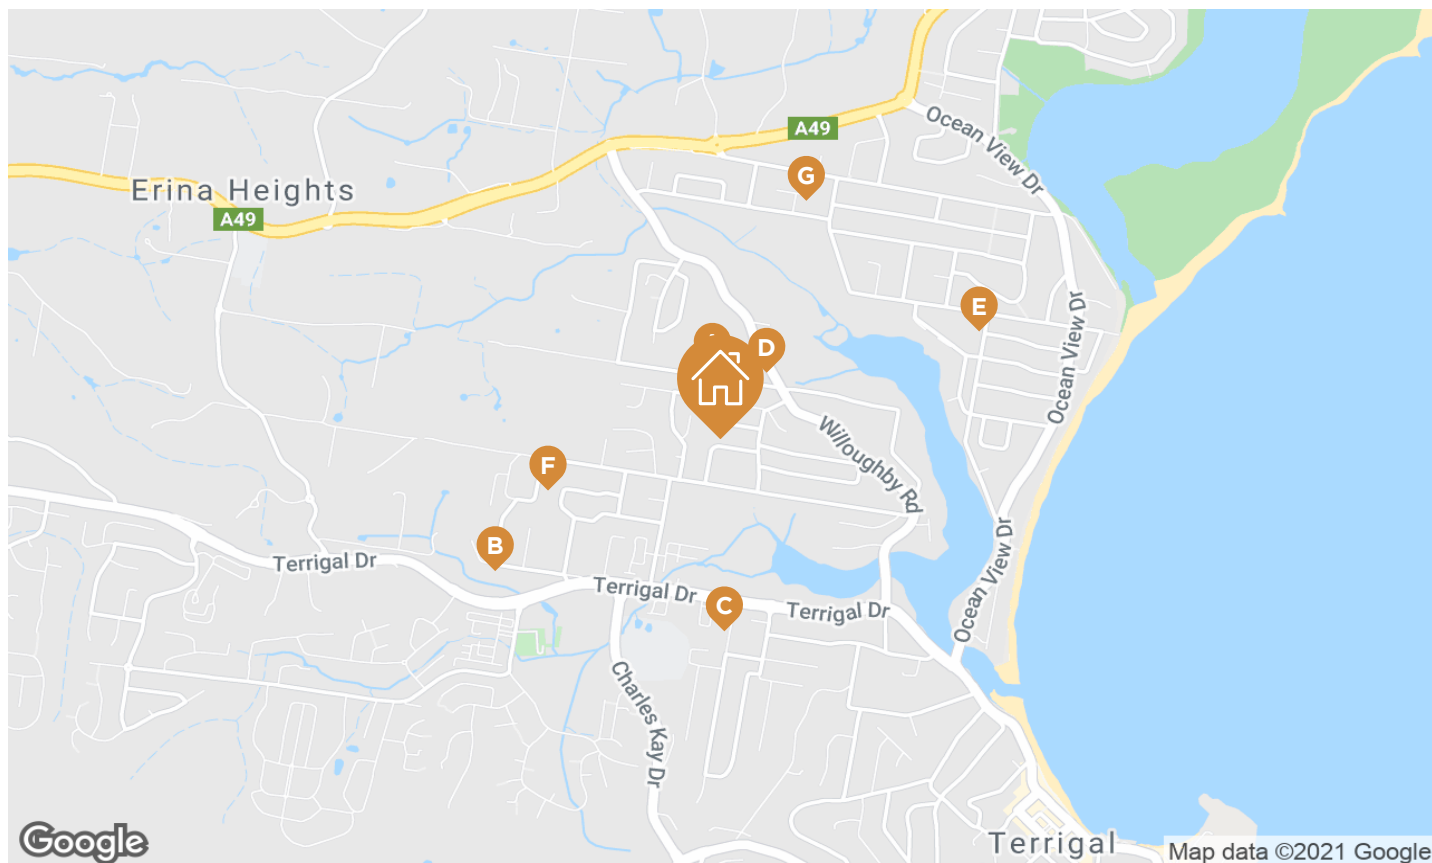 Ocean View Dr
A49
Erina Heights
G
A49
E
Ocean View Dr
D
Willoughby Rd
F
B
Terrigal Dr
Ocean View Dr
Terrigal Dr
C
Terrigal Dr
Charles Kay Dr
Google
Terrigal
Map data ©2021 Google